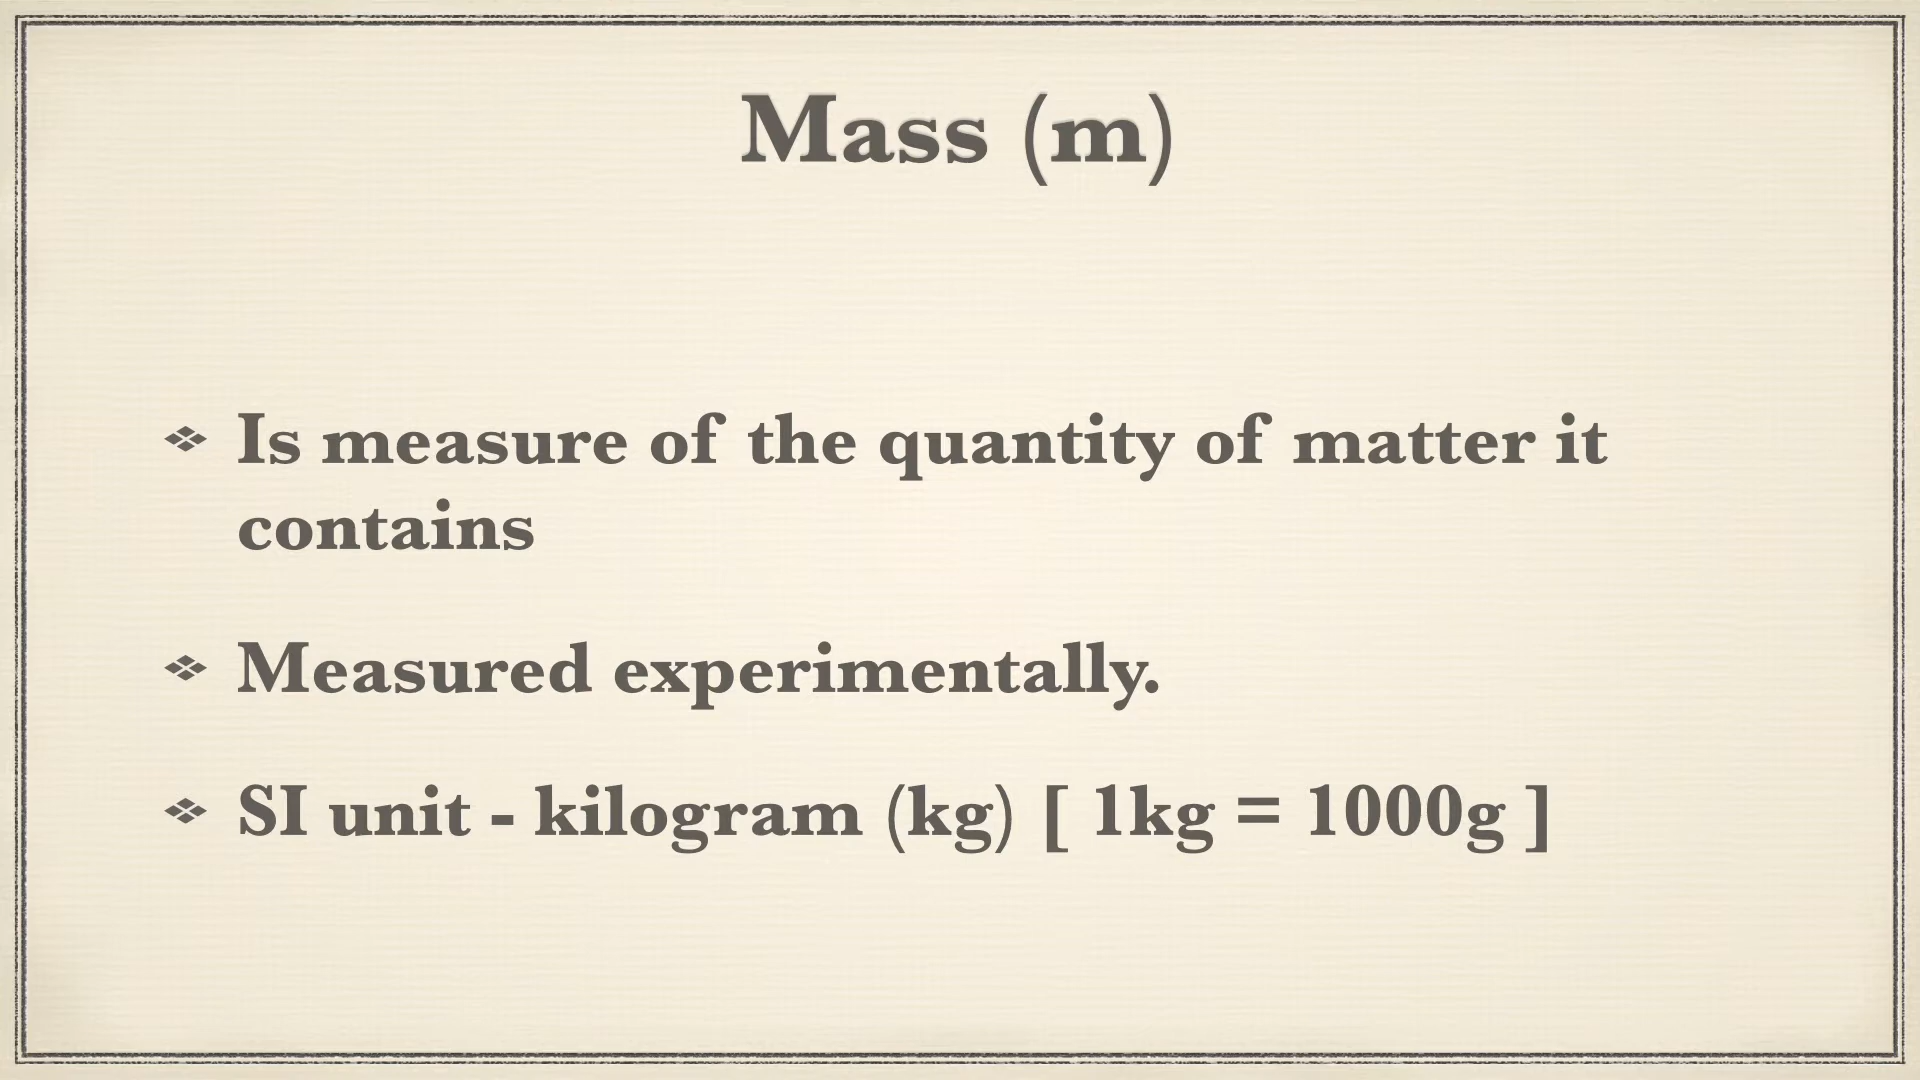 Mass (m)
❖ Is measure of the quantity of matter it
contains
❖ Measured experimentally.
❖ SI unit - kilogram (kg) [ 1kg = 1000g ]